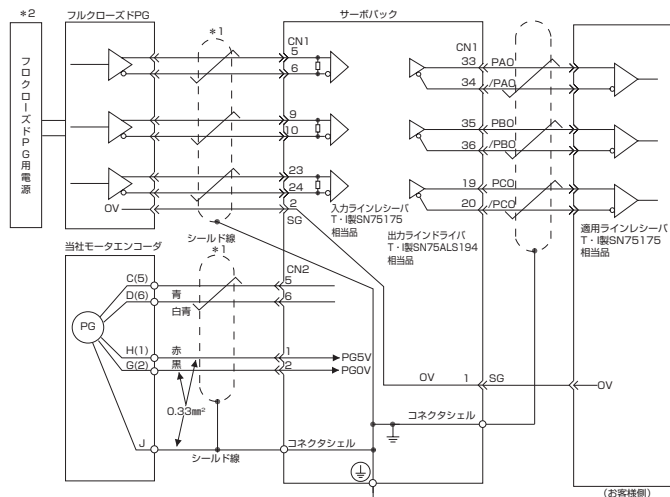 *2
フルクローズドPG
サーボパック
*1
フロクローズドPG用電源
CN1
CN1
5
6
33
PAO
34
/PAO
9
10
35
PBO
36
/PBO
23
24
19
PCO
20
/PCO
0V
2
SG
入力ラインレシーバ
T・I製SN75175
相当品
出力ラインドライバ
T・I製SN75ALS194
相当品
適用ラインレシーバ
T・I製SN75175
相当品
シールド線
*1
当社モータエンコーダ
CN2
C(5)
5
D(6)
青
6
白青
PG
H(1)
赤
1
PG5V
G(2)
黒
2
PG0V
0V
1
SG
0V
0.33mm²
コネクタシェル
J
コネクタシェル
シールド線
(お客様側)